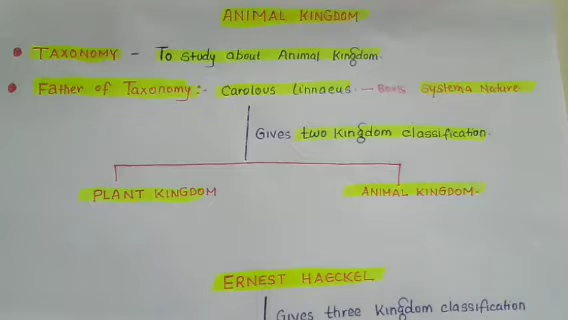 ANIMAL KINGDOM
TAXONOMY - To study about Animal Kingdom.
Father of Taxonomy:- Carolous Linnaeus. - Book Systema Nature
Gives two Kingdom classification.
PLANT KINGDOM
ANIMAL KINGDOM.
ERNEST HAECKEL
Gives three Kingdom classification